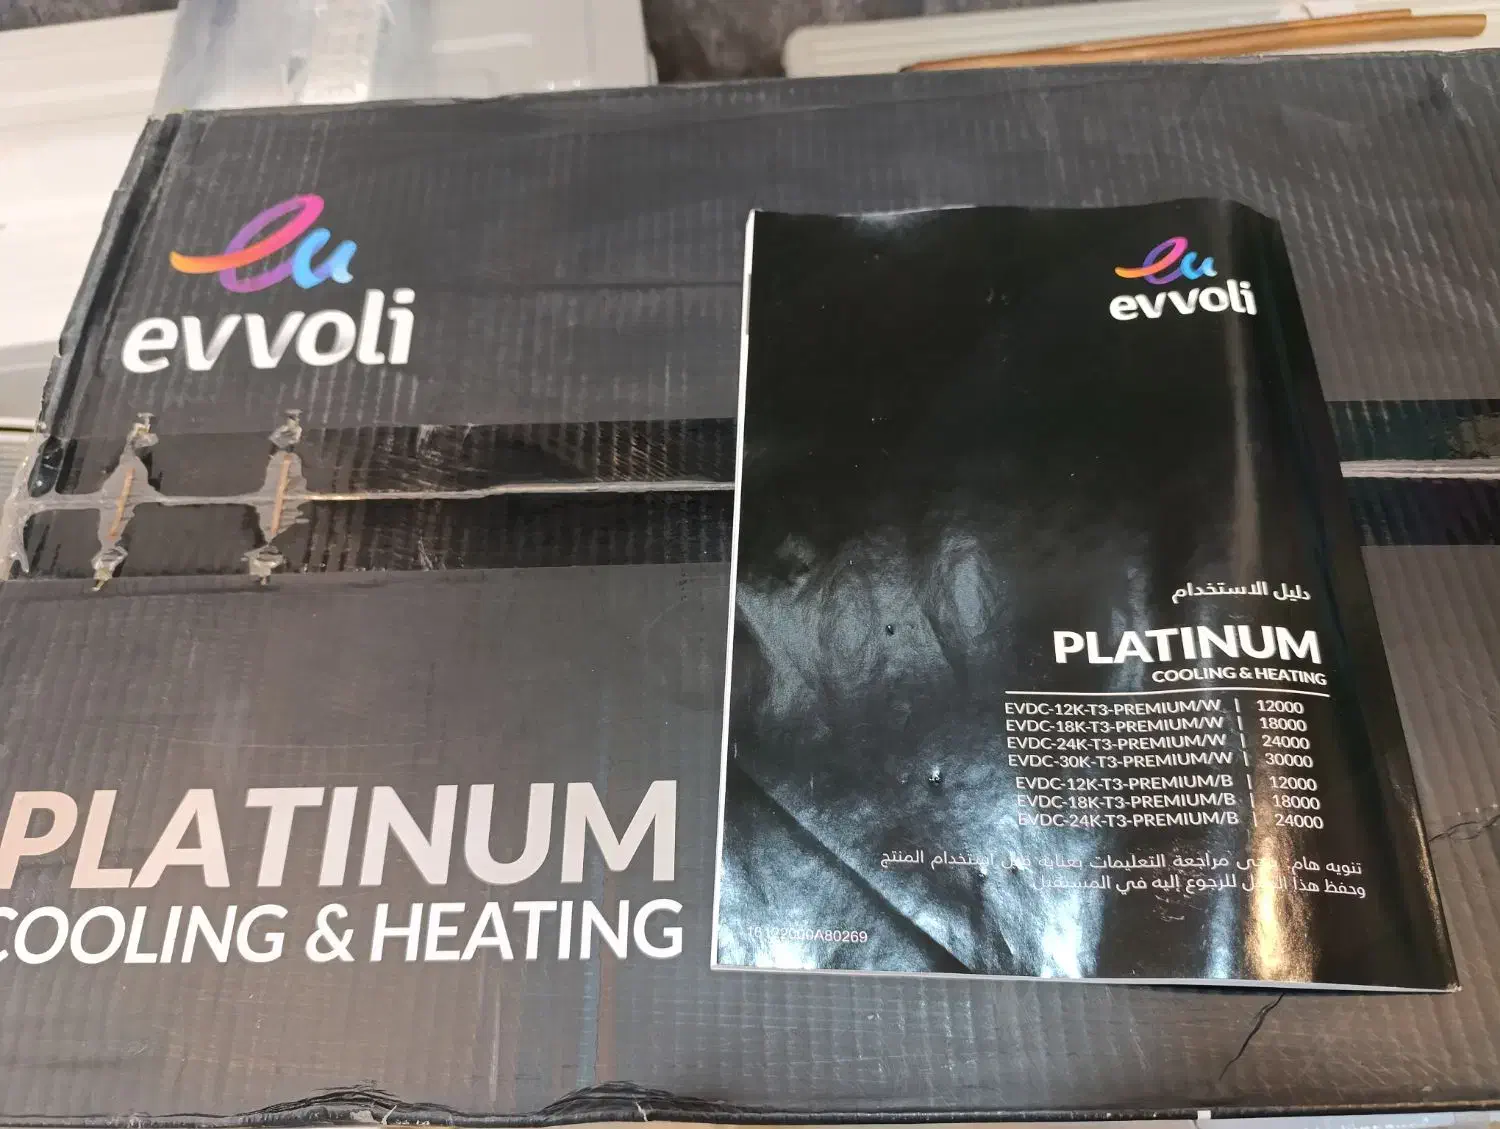 evvoli
PLATINUM
COOLING & HEATING
evvoli
دليل الاستخدام
PLATINUM
COOLING & HEATING
EVDC-12K-T3-PREMIUM/W | 12000
EVDC-18K-T3-PREMIUM/W | 18000
EVDC-24K-T3-PREMIUM/W | 24000
EVDC-30K-T3-PREMIUM/W | 30000
EVDC-12K-T3-PREMIUM/B | 12000
EVDC-18K-T3-PREMIUM/B | 18000
EVDC-24K-T3-PREMIUM/B | 24000
تنويه هام مراجعة التعليمات بعناية قبل استخدام المنتج
وحفظ هذا للرجوع إليه في المستقبل
16122000A80269